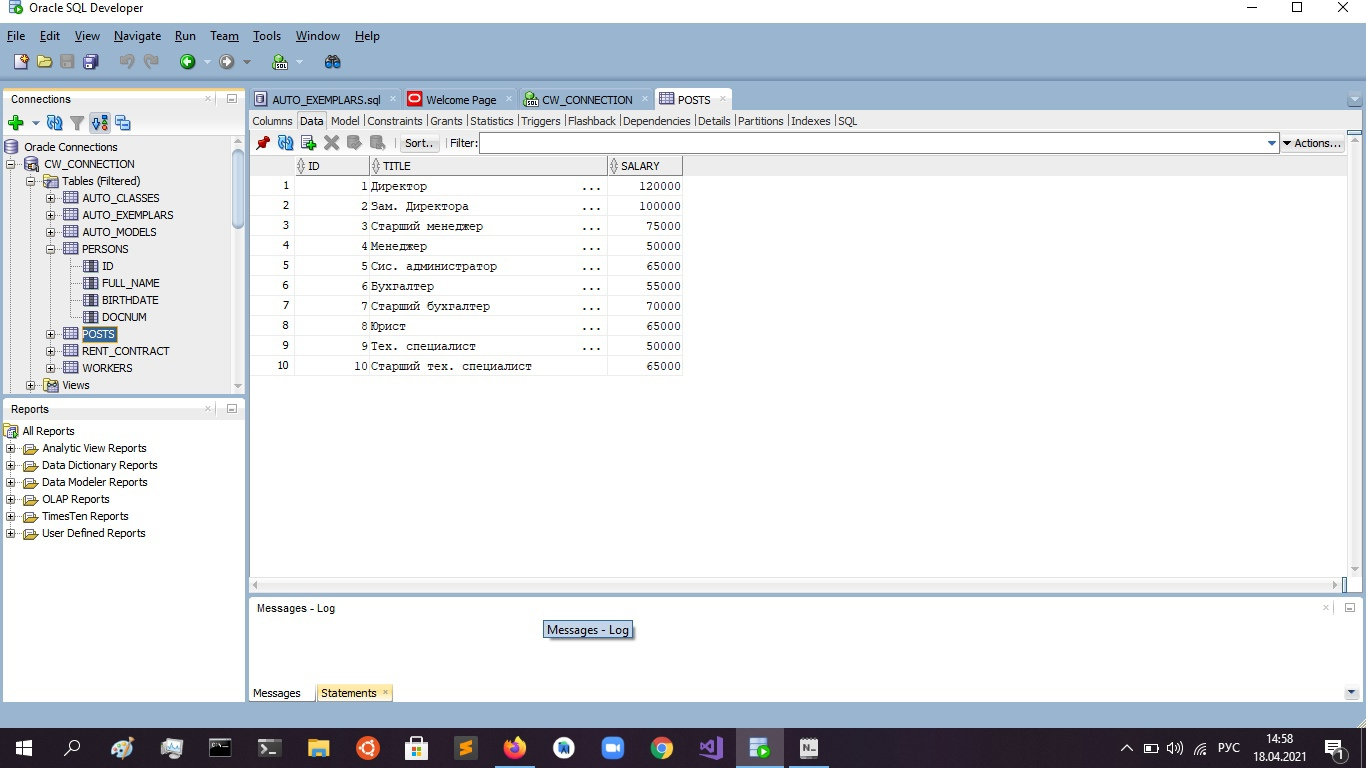 Oracle SQL Developer
File Edit View Navigate Run Team Tools Window Help
Connections
Oracle Connections
CW_CONNECTION
Tables (Filtered)
AUTO_CLASSES
AUTO_EXEMPLARS
AUTO_MODELS
PERSONS
ID
FULL_NAME
BIRTHDATE
DOCNUM
POSTS
RENT_CONTRACT
WORKERS
Views
Reports
All Reports
Analytic View Reports
Data Dictionary Reports
Data Modeler Reports
OLAP Reports
TimesTen Reports
User Defined Reports
AUTO_EXEMPLARS.sql Welcome Page CW_CONNECTION POSTS
Columns Data Model Constraints Grants Statistics Triggers Flashback Dependencies Details Partitions Indexes SQL
Sort.. Filter: Actions...
ID TITLE SALARY
1 1 Директор ... 120000
2 2 Зам. Директора ... 100000
3 3 Старший менеджер ... 75000
4 4 Менеджер ... 50000
5 5 Сис. администратор ... 65000
6 6 Бухгалтер ... 55000
7 7 Старший бухгалтер ... 70000
8 8 Юрист ... 65000
9 9 Тех. специалист ... 50000
10 10 Старший тех. специалист 65000
Messages - Log
Messages - Log
Messages Statements
РУС 14:58
18.04.2021 1